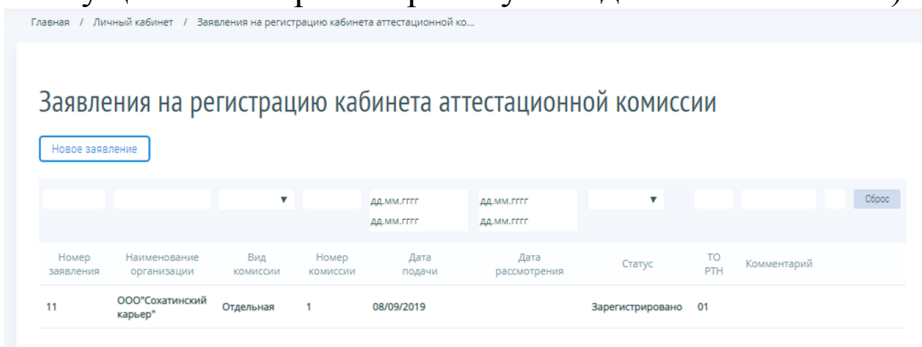 Главная / Личный кабинет / Заявления на регистрацию кабинета аттестационной ко...
Заявления на регистрацию кабинета аттестационной комиссии
Новое заявление
▼ дд.мм.гггг дд.мм.гггг ▼ Сброс
дд.мм.гггг дд.мм.гггг
Номер заявления Наименование организации Вид комиссии Номер комиссии Дата подачи Дата рассмотрения Статус ТО РТН Комментарий
11 ООО"Сохатинский карьер" Отдельная 1 08/09/2019 Зарегистрировано 01